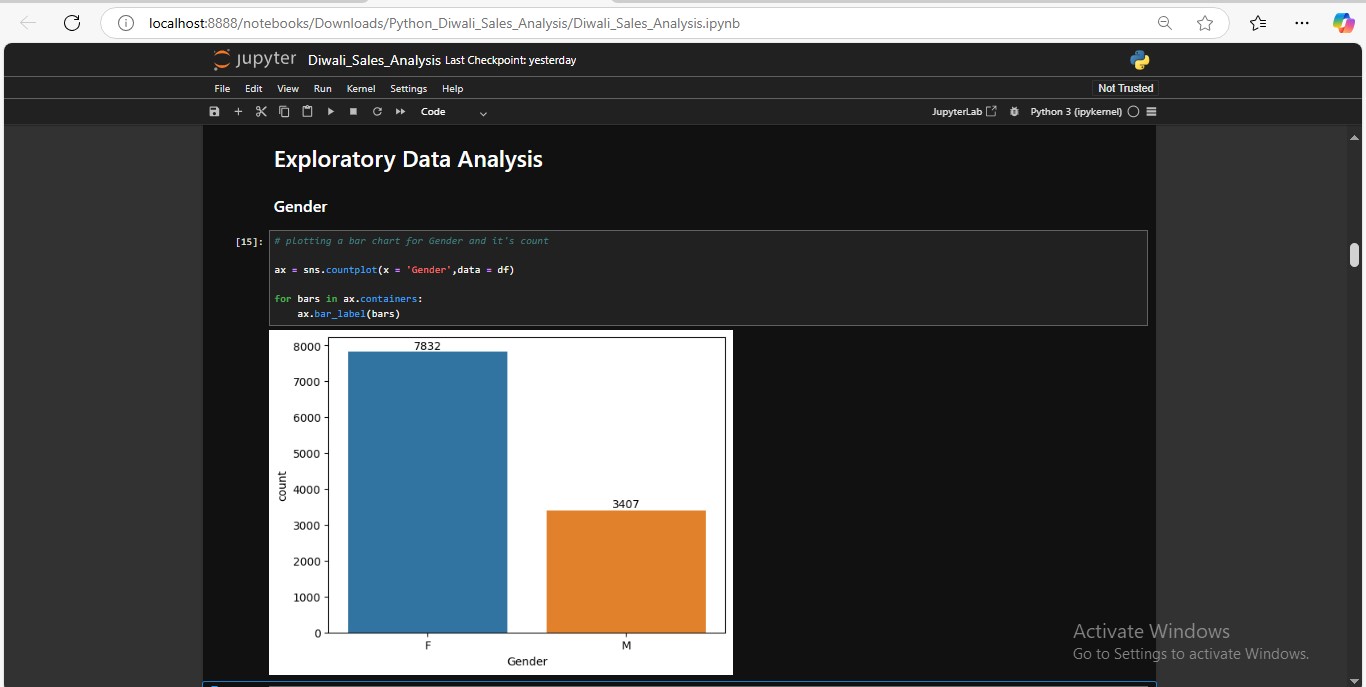 localhost:8888/notebooks/Downloads/Python_Diwali_Sales_Analysis/Diwali_Sales_Analysis.ipynb
jupyter Diwali_Sales_Analysis Last Checkpoint: yesterday
File Edit View Run Kernel Settings Help Not Trusted
Code JupyterLab Python 3 (ipykernel)
Exploratory Data Analysis
Gender
[15]: # plotting a bar chart for Gender and it's count
ax = sns.countplot(x = 'Gender',data = df)
for bars in ax.containers:
    ax.bar_label(bars)
8000
7832
7000
6000
5000
4000
3407
3000
2000
1000
0
count
F M
Gender
Activate Windows
Go to Settings to activate Windows.